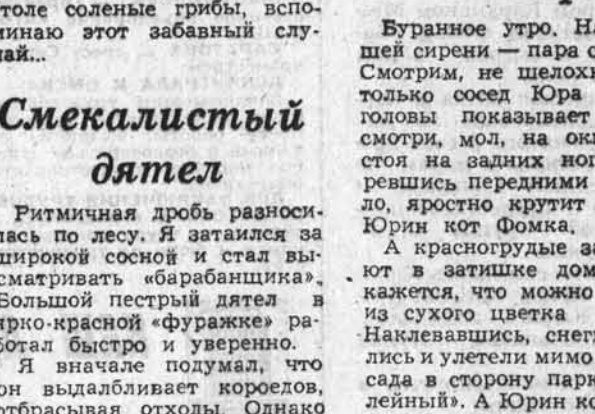 толе соленые грибы, вспо-
минаю этот забавный слу-
чай...
Смекалистый
дятел
Ритмичная дробь разноси-
лась по лесу. Я затаился за
широкой сосной и стал вы-
сматривать «барабанщика».
Большой пестрый дятел в
ярко-красной «фуражке» ра-
ботал быстро и уверенно.
Я вначале подумал, что
он выдалбливает короедов,
отбрасывая отходы. Однако
Буранное утро. На
шей сирени — пара с
Смотрим, не шелохн
только сосед Юра
головы показывает
смотри, мол, на окн
стоя на задних ног
ревшись передними
ло, яростно крутит
Юрин кот Фомка.
А красногрудые за
ют в затишке дом
кажется, что можно
из сухого цветка
Наклевавшись, снег
лись и улетели мимо
сада в сторону парк
лейный». А Юрин ко